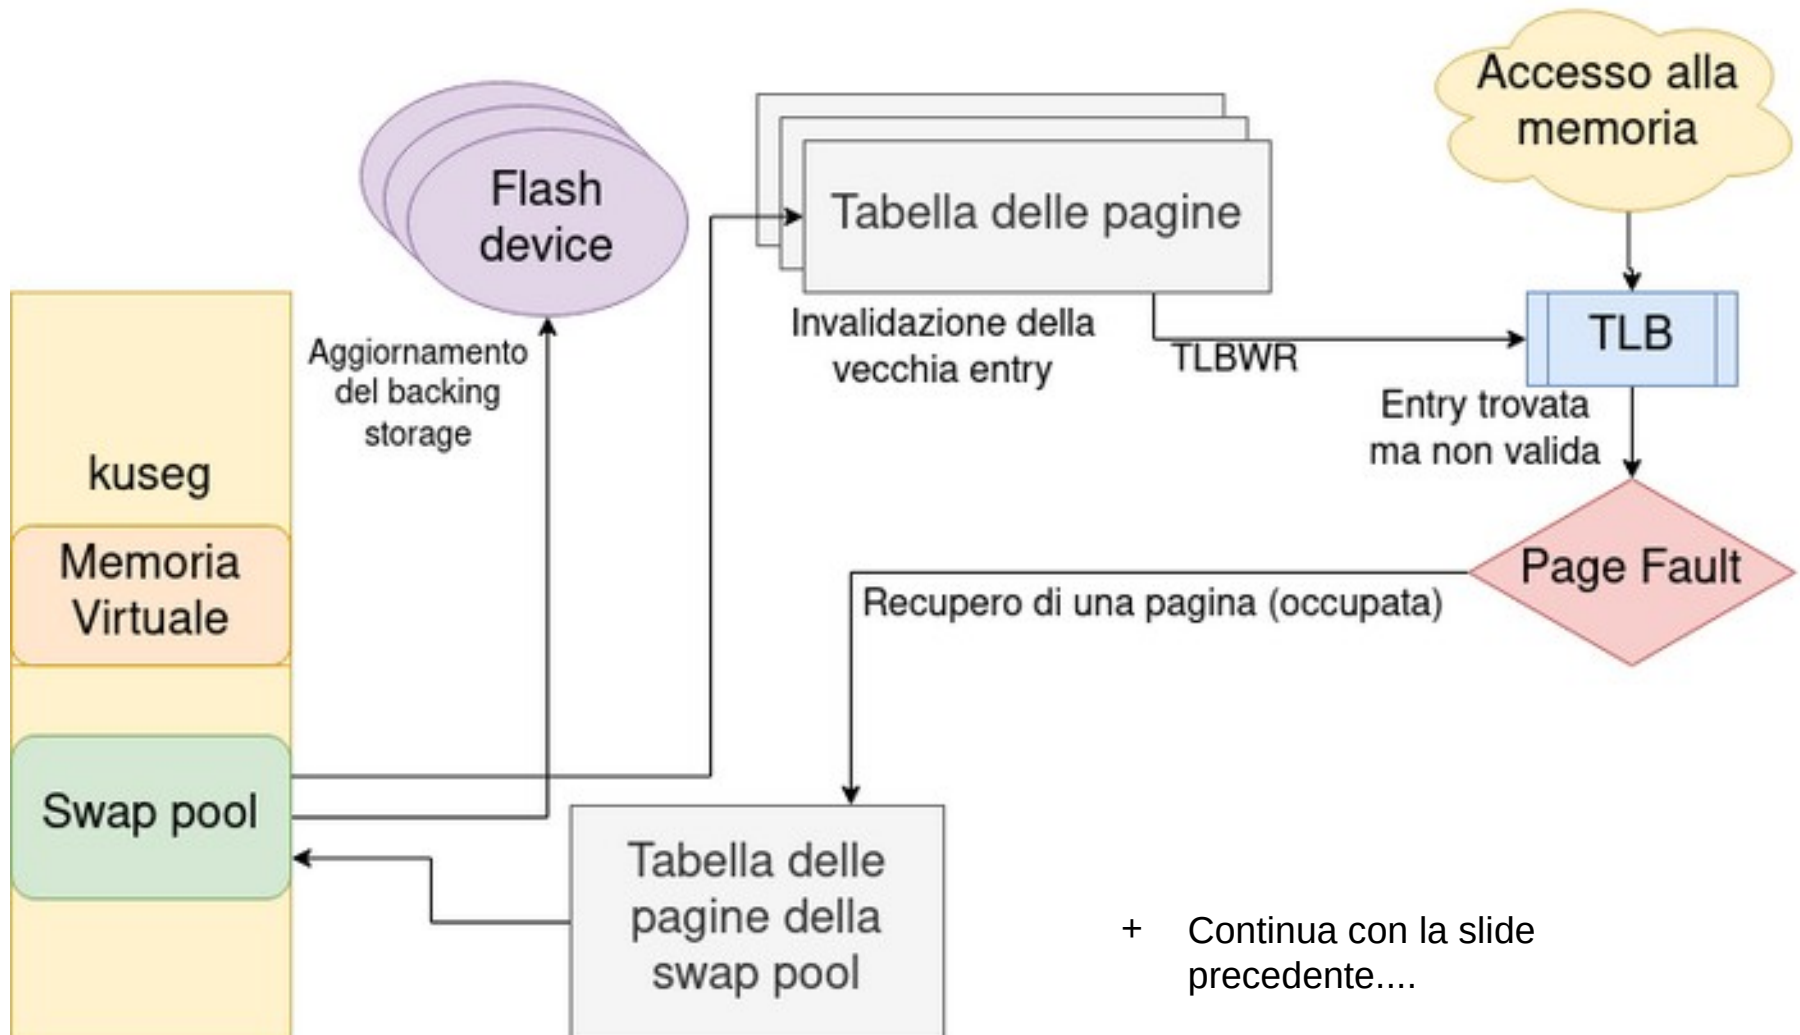 Accesso alla
memoria
Flash
device
Tabella delle pagine
Invalidazione della
vecchia entry
TLBWR
TLB
Aggiornamento
del backing
storage
Entry trovata
ma non valida
kuseg
Memoria
Virtuale
Page Fault
Recupero di una pagina (occupata)
Swap pool
Tabella delle
pagine della
swap pool
+ Continua con la slide
precedente....